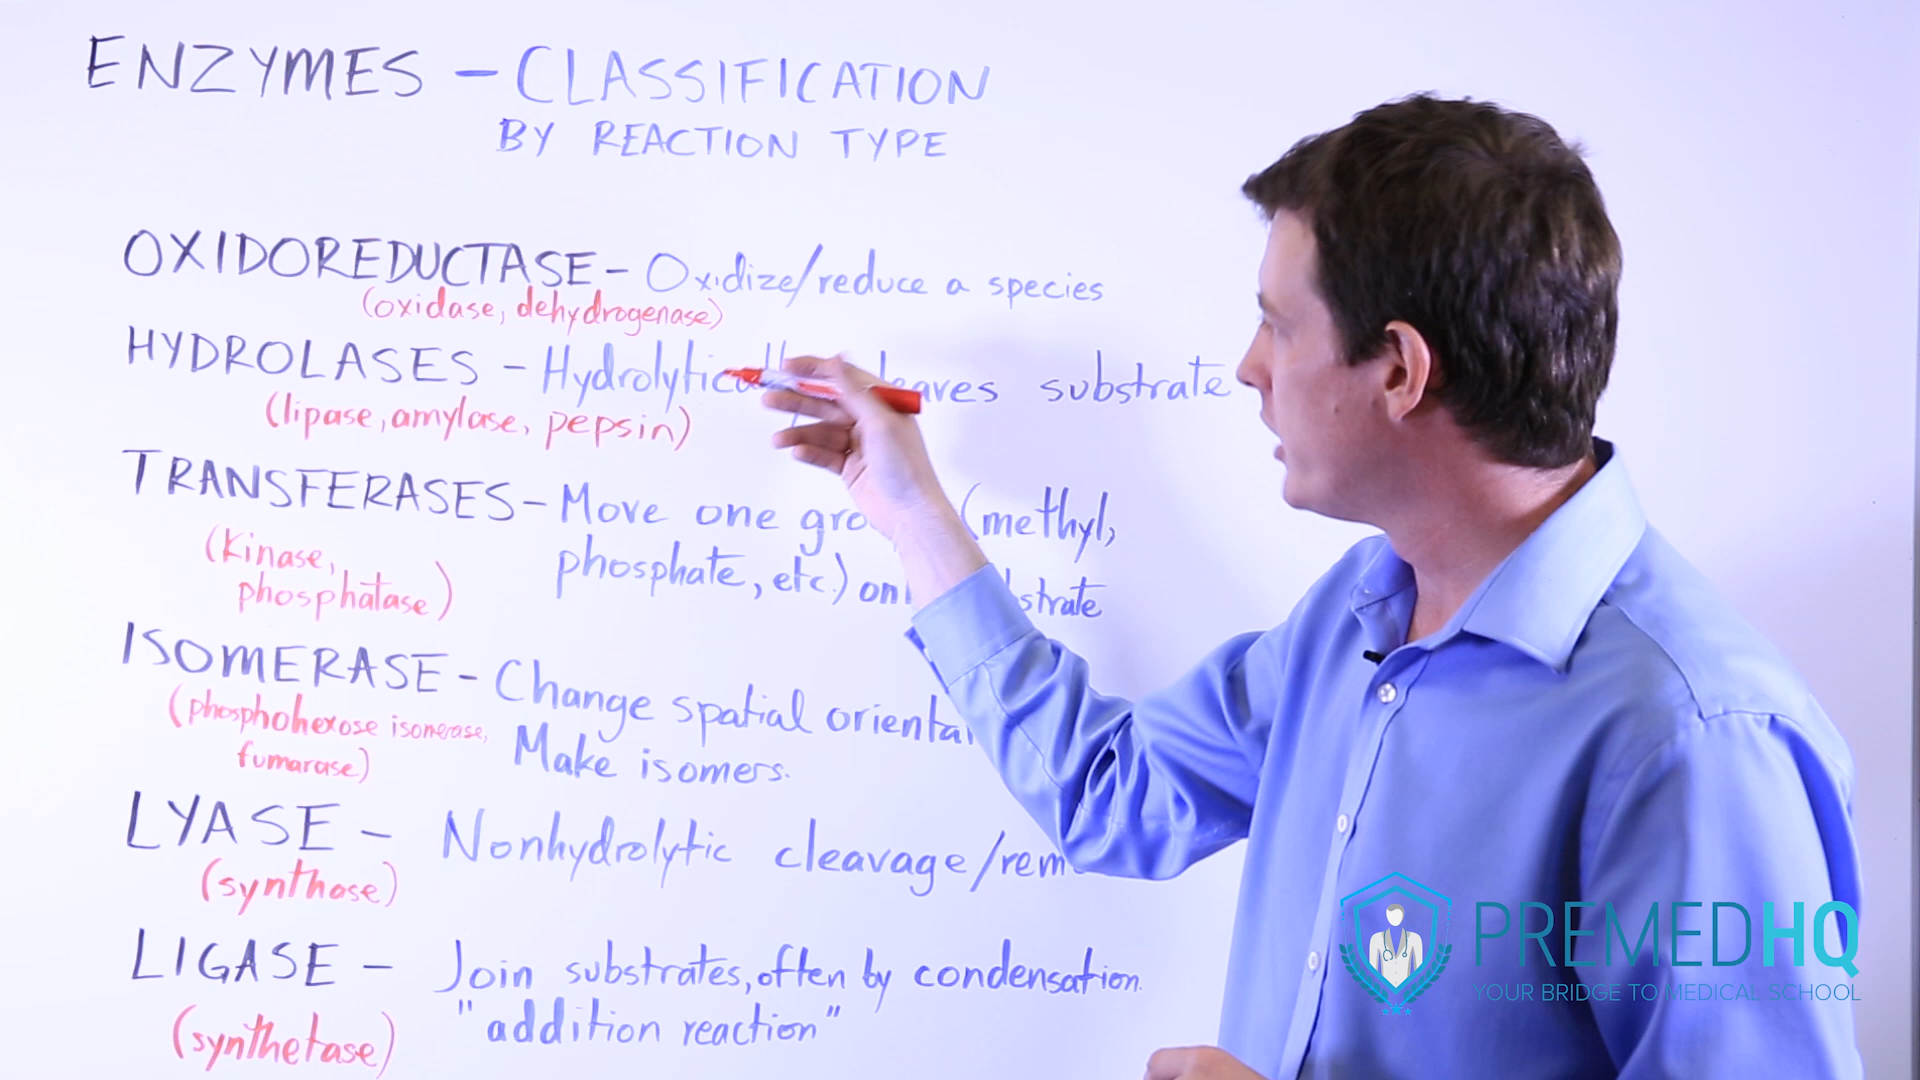 ENZYMES - CLASSIFICATION
BY REACTION TYPE
OXIDOREDUCTASE - Oxidize/reduce a species
(oxidase, dehydrogenase)
HYDROLASES - substrate
(lipase, amylase, pepsin)
TRANSFERASES - Move one (methyl,
(Kinase, phosphate, etc.)
phosphatase)
ISOMERASE - Change spatial
(phosphohexose isomerase, Make isomers.
fumarase)
LYASE - Nonhydrolytic cleavage/
(synthase)
LIGASE - Join substrates, often by condensation.
"addition reaction"
(synthetase)
PREMEDHQ
YOUR BRIDGE TO MEDICAL SCHOOL